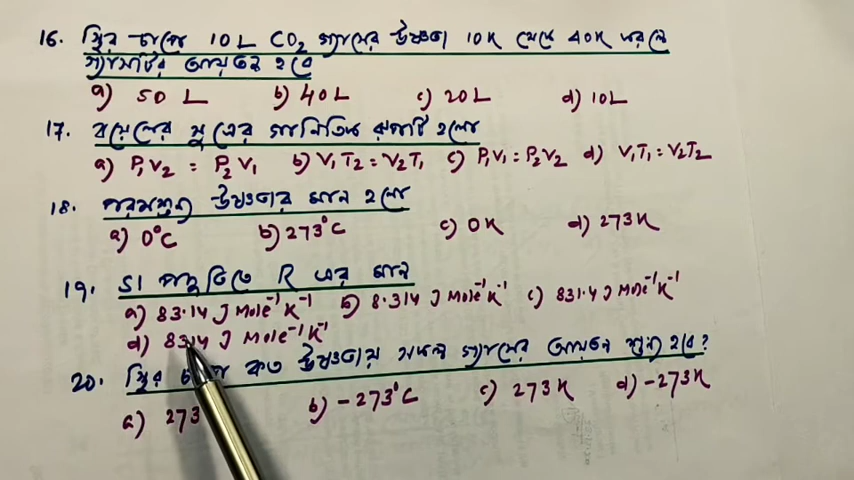 16. স্থির চাপে 10L CO₂ গ্যাসের উষ্ণতা 10K থেকে 40K করলে
গ্যাসটির আয়তন হবে
a) 50 L b) 40L c) 20L d) 10L
17. বয়েলের সূত্রের গাণিতিক রূপটি হলো
a) P₁V₂ = P₂V₁ b) V₁T₂ = V₂T₁ c) P₁V₁ = P₂V₂ d) V₁T₁ = V₂T₂
18. পরমশূন্য উষ্ণতার মান হলো
a) 0°C b) 273°C c) 0K d) 273K
19. SI পদ্ধতিতে R এর মান
a) 83.14 J Mole⁻¹ K⁻¹ b) 8.314 J Mole⁻¹ K⁻¹ c) 831.4 J Mole⁻¹ K⁻¹
d) 8314 J Mole⁻¹ K⁻¹
20. স্থির কত উষ্ণতায় সকল গ্যাসের আয়তন শূন্য হবে?
a) 273 b) -273°C c) 273K d) -273K